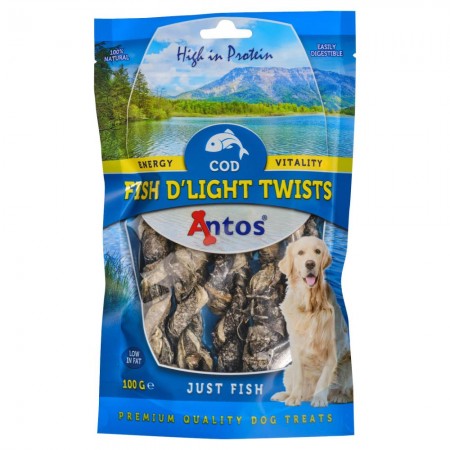 High in Protein
100%
NATURAL
EASILY
DIGESTIBLE
COD
ENERGY
VITALITY
FISH D'LIGHT TWISTS
Antos®
LOW
IN FAT
100 G ℮
JUST FISH
PREMIUM QUALITY DOG TREATS